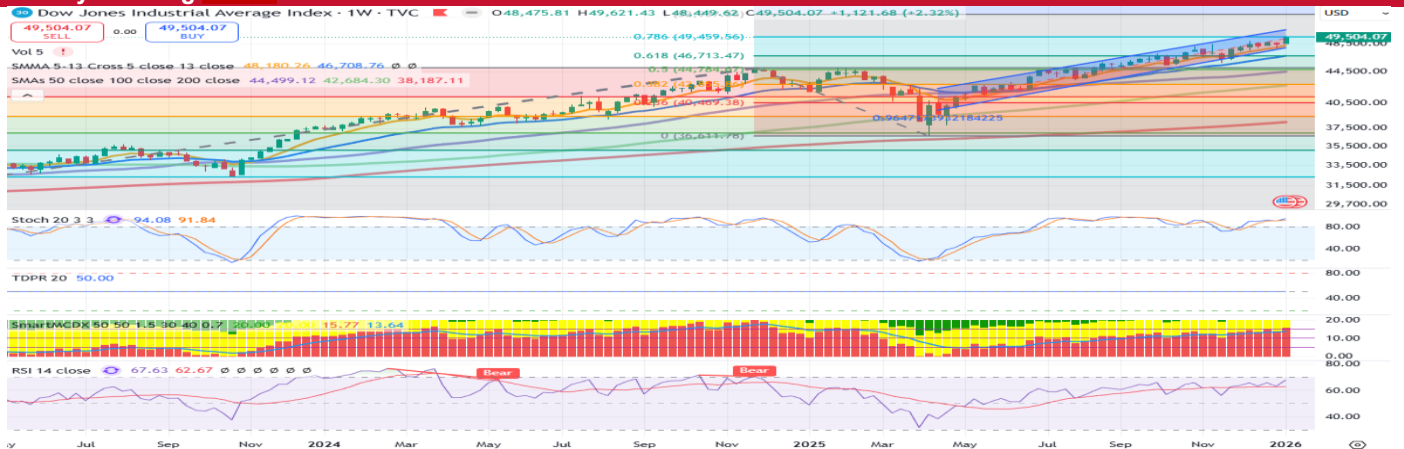 Dow Jones Industrial Average Index · 1W · TVC
O48,475.81 H49,621.43 L48,449.62 C49,504.07 +1,121.68 (+2.32%)
USD
49,504.07 SELL
0.00
49,504.07 BUY
0.786 (49,459.56)
49,504.07
Vol 5
0.618 (46,713.47)
SMMA 5-13 Cross 5 close 13 close 48,180.26 46,708.76 ø ø
SMAs 50 close 100 close 200 close 44,499.12 42,684.30 38,187.11
44,500.00
40,500.00
37,500.00
0 (36,611.78)
35,500.00
33,500.00
31,500.00
29,700.00
Stoch 20 3 3 94.08 91.84
80.00
40.00
TDPR 20 50.00
80.00
40.00
SmartMCDX 50 50 1.5 30 40 0.7 20.00 15.77 13.64
20.00
10.00
0.00
RSI 14 close 67.63 62.67 ø ø ø ø ø ø
Bear
Bear
80.00
60.00
40.00
Jul Sep Nov 2024 Mar May Jul Sep Nov 2025 Mar May Jul Sep Nov 2026